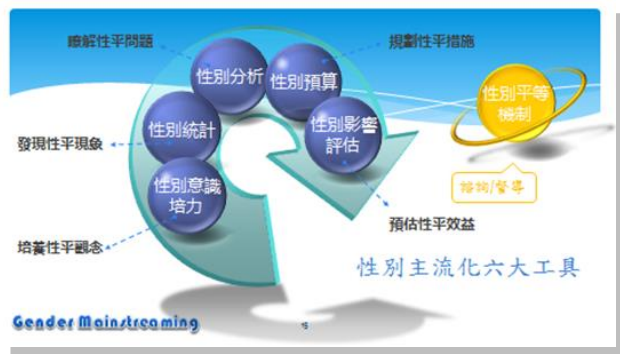 瞭解性平問題
規劃性平措施
性別分析
性別預算
性別平等
機制
性別統計
性別影響
評估
發現性平現象
性別意識
培力
諮詢/督導
預估性平效益
培養性平觀念
性別主流化六大工具
Gender Mainstreaming
15